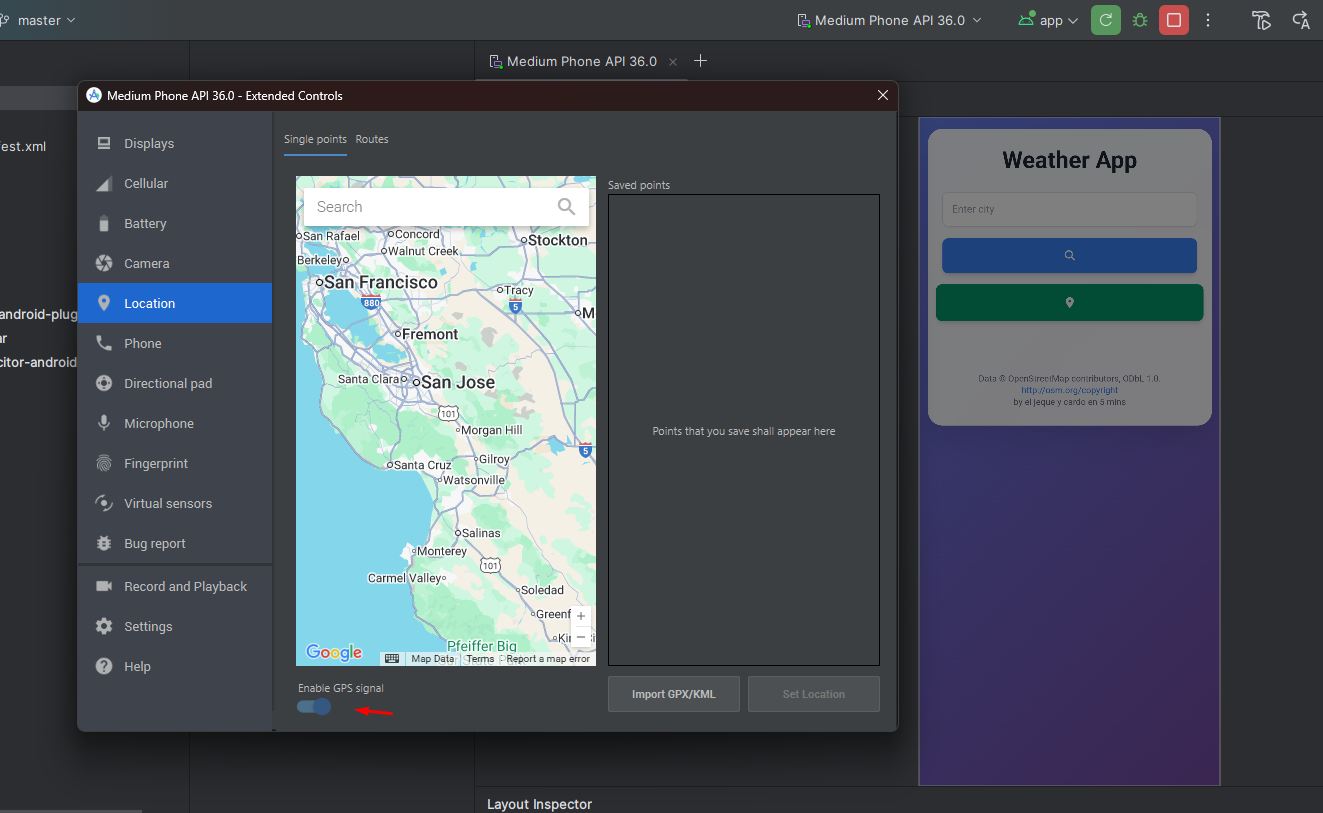 master
Medium Phone API 36.0
app
Medium Phone API 36.0
Medium Phone API 36.0 - Extended Controls
est.xml
android-plug
ar
citor-android
Displays
Cellular
Battery
Camera
Location
Phone
Directional pad
Microphone
Fingerprint
Virtual sensors
Bug report
Record and Playback
Settings
Help
Single points
Routes
Search
San Rafael
Concord
Stockton
Walnut Creek
Berkeley
San Francisco
880
Tracy
5
M
Fremont
Santa Clara
San Jose
101
Morgan Hill
5
Gilroy
Santa Cruz
Watsonville
Salinas
Monterey
101
Carmel Valley
Soledad
Greenf
+
−
Pfeiffer Big
Google
Map Data
Terms
Report a map error
Enable GPS signal
Saved points
Points that you save shall appear here
Import GPX/KML
Set Location
Weather App
Enter city
Data © OpenStreetMap contributors, ODbL 1.0.
http://osm.org/copyright
by el jeque y cardo en 5 mins
Layout Inspector